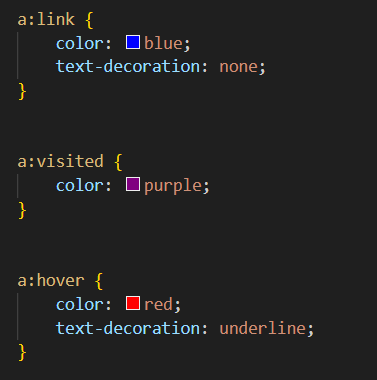 a:link {
color: blue;
text-decoration: none;
}
a:visited {
color: purple;
}
a:hover {
color: red;
text-decoration: underline;
}